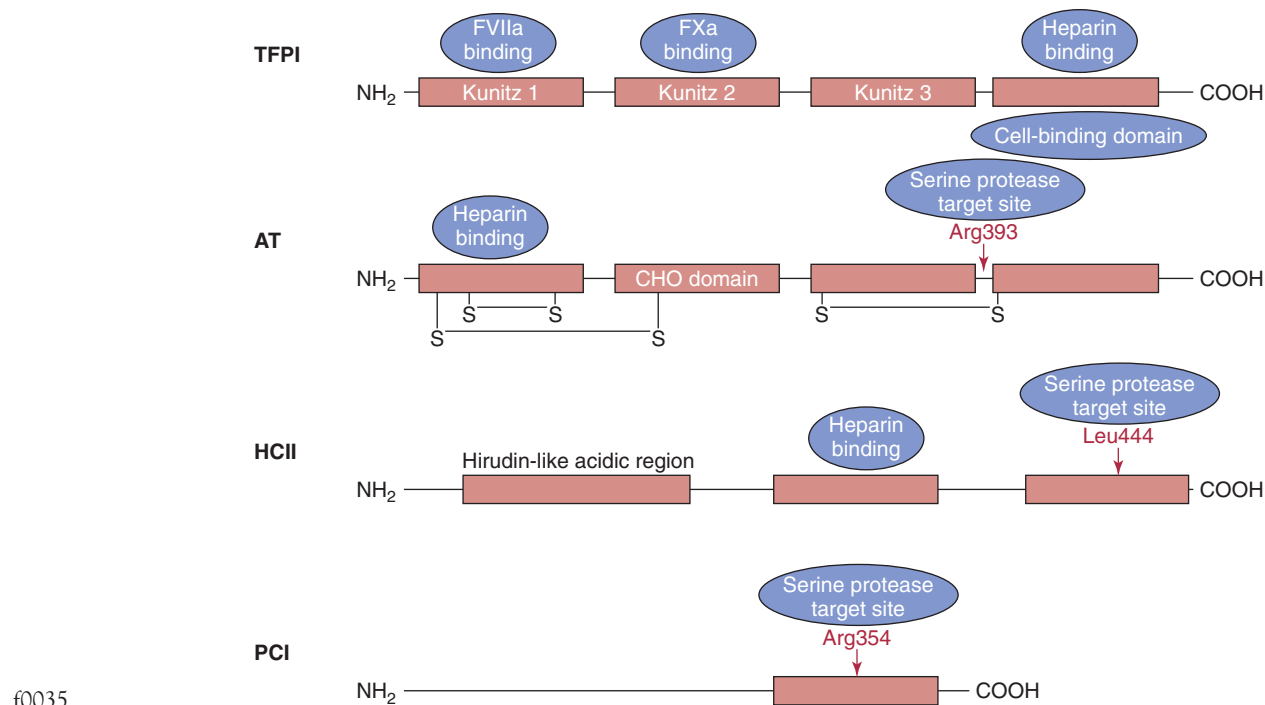 TFPI
FVIIa
binding
FXa
binding
Heparin
binding
NH2
Kunitz 1
Kunitz 2
Kunitz 3
COOH
Cell-binding domain
AT
Heparin
binding
Serine protease
target site
Arg393
NH2
CHO domain
COOH
S
S
S
S
S
S
HCII
Heparin
binding
Serine protease
target site
Leu444
Hirudin-like acidic region
NH2
COOH
PCI
Serine protease
target site
Arg354
NH2
COOH
f0035